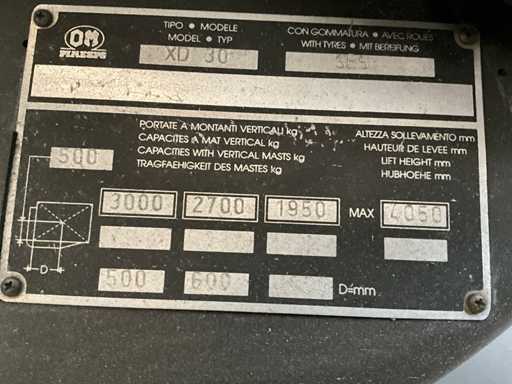 OM
TIPO • MODELE
MODEL • TYP
XD 30
CON GOMMATURA • AVEC ROUES
WITH TYRES • MIT BEREIFUNG
PORTATE A MONTANTI VERTICALI kg
CAPACITES A MAT VERTICAL kg
CAPACITIES WITH VERTICAL MASTS kg
TRAGFAEHIGKEIT DES MASTES kg
ALTEZZA SOLLEVAMENTO mm
HAUTEUR DE LEVEE mm
LIFT HEIGHT mm
HUBHOEHE mm
500
3000 2700 1950 MAX 4050
D
500 600 D=mm